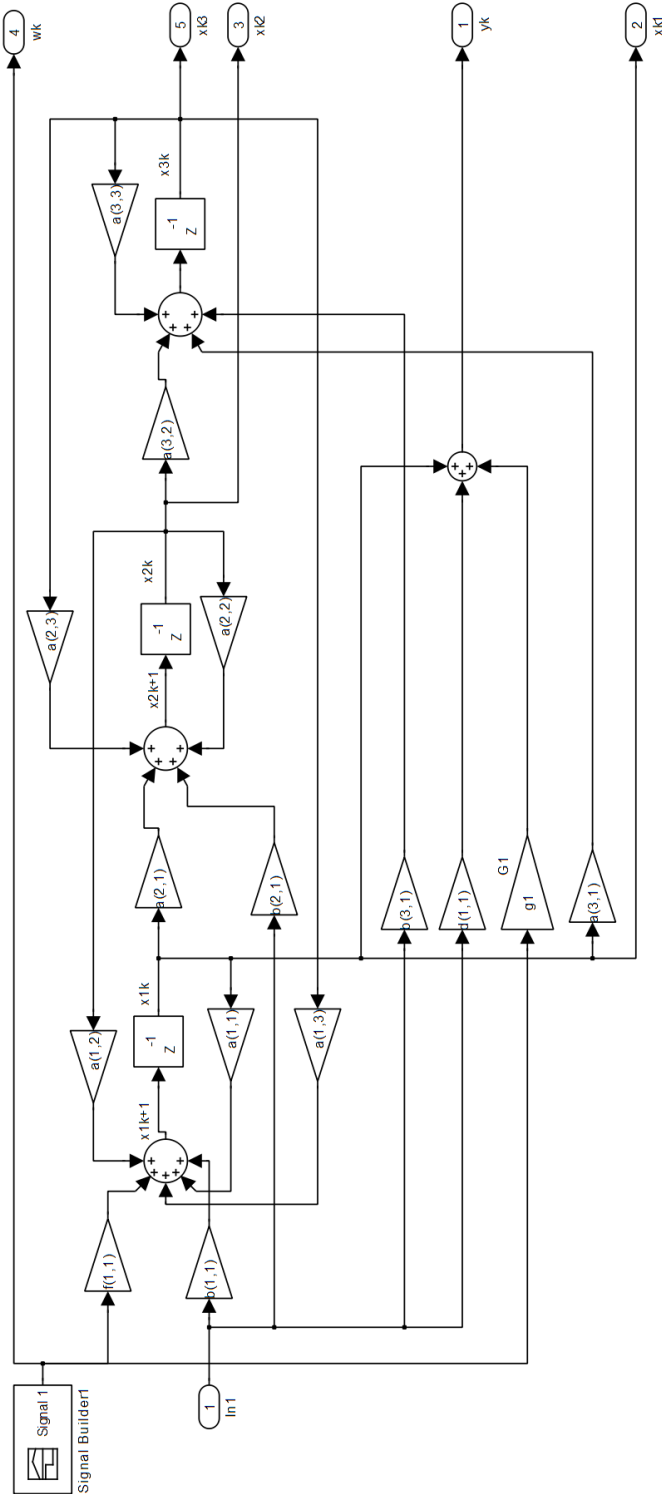 Signal 1
Signal Builder1
4
wk
a(2,3)
a(1,2)
f(1,1)
a(3,3)
x1k+1
+
+
+
+
+
x1k
-1
Z
a(2,1)
x2k+1
+
+
+
+
x2k
-1
Z
a(3,2)
+
+
+
+
x3k
-1
Z
5
xk3
b(1,1)
1
In1
a(1,1)
a(2,2)
3
xk2
b(2,1)
a(1,3)
b(3,1)
d(1,1)
+
+
+
1
yk
G1
g1
a(3,1)
2
xk1